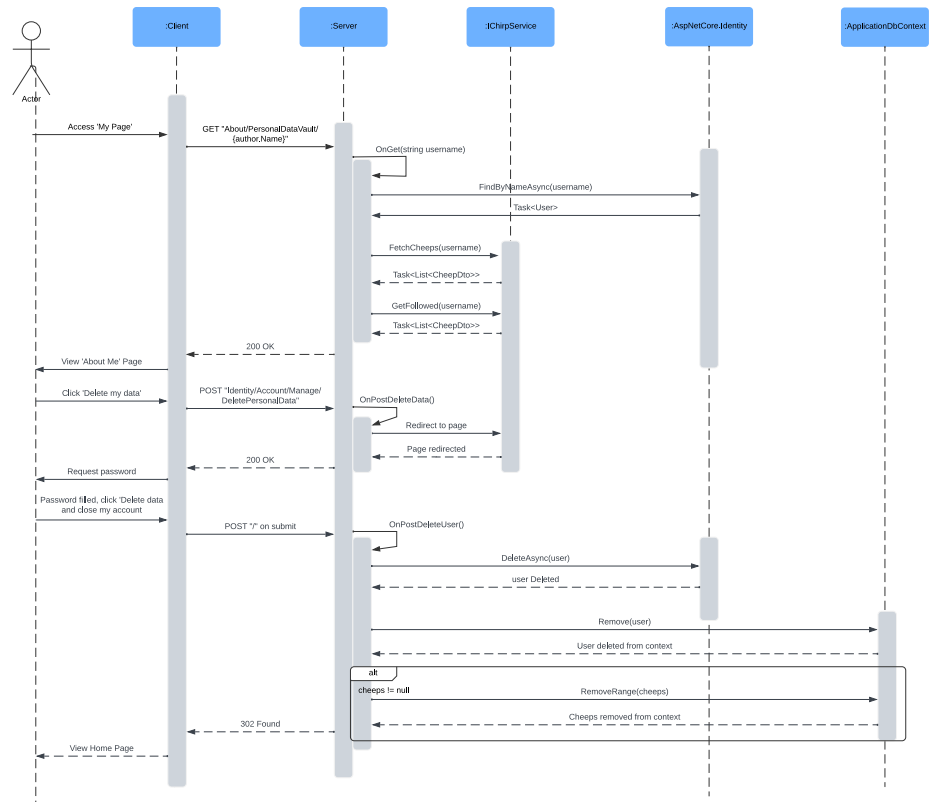 :Client
:Server
:IChirpService
:AspNetCore.Identity
:ApplicationDbContext
Actor
Access 'My Page'
GET "About/PersonalDataVault/
{author.Name}"
OnGet(string username)
FindByNameAsync(username)
Task<User>
FetchCheeps(username)
Task<List<CheepDto>>
GetFollowed(username)
Task<List<CheepDto>>
200 OK
View 'About Me' Page
Click 'Delete my data'
POST "Identity/Account/Manage/
DeletePersonalData"
OnPostDeleteData()
Redirect to page
Page redirected
200 OK
Request password
Password filled, click 'Delete data
and close my account
POST "/" on submit
OnPostDeleteUser()
DeleteAsync(user)
user Deleted
Remove(user)
User deleted from context
alt
cheeps != null
RemoveRange(cheeps)
Cheeps removed from context
302 Found
View Home Page